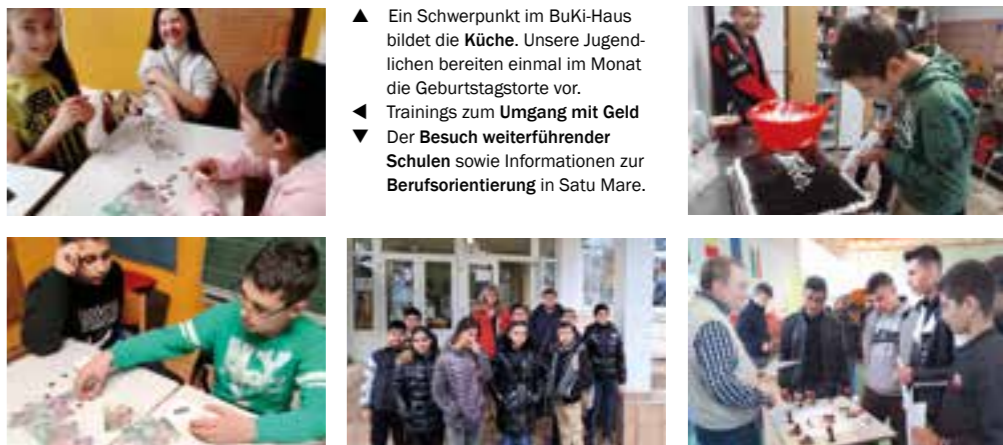 ▲ Ein Schwerpunkt im BuKi-Haus
bildet die Küche. Unsere Jugend-
lichen bereiten einmal im Monat
die Geburtstagstorte vor.
◀ Trainings zum Umgang mit Geld
▼ Der Besuch weiterführender
Schulen sowie Informationen zur
Berufsorientierung in Satu Mare.